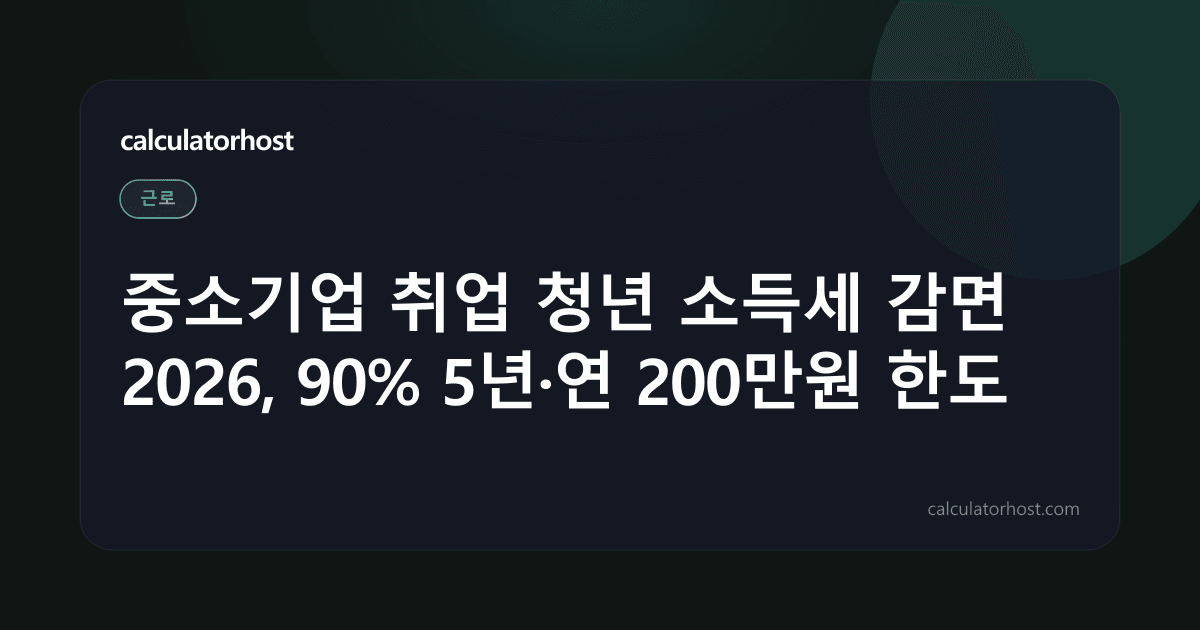 calculatorhost
근로
중소기업 취업 청년 소득세 감면
2026, 90% 5년·연 200만원 한도
calculatorhost.com